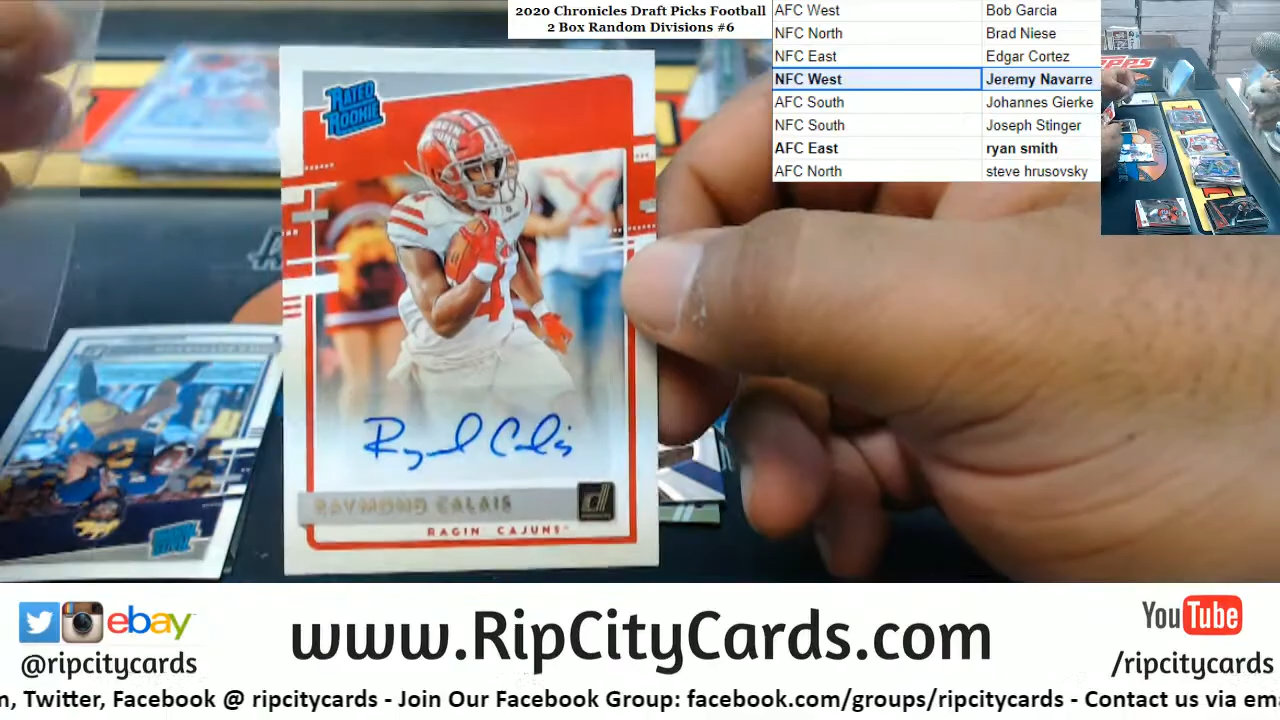 2020 Chronicles Draft Picks Football
2 Box Random Divisions #6
AFC West Bob Garcia
NFC North Brad Niese
NFC East Edgar Cortez
NFC West Jeremy Navarre
AFC South Johannes Gierke
NFC South Joseph Stinger
AFC East ryan smith
AFC North steve hrusovsky
RATED
ROOKIE
Raymond Calais
RAYMOND CALAIS
RAGIN CAJUNS
ebay
@ripcitycards
www.RipCityCards.com
YouTube
/ripcitycards
m, Twitter, Facebook @ ripcitycards - Join Our Facebook Group: facebook.com/groups/ripcitycards - Contact us via ema